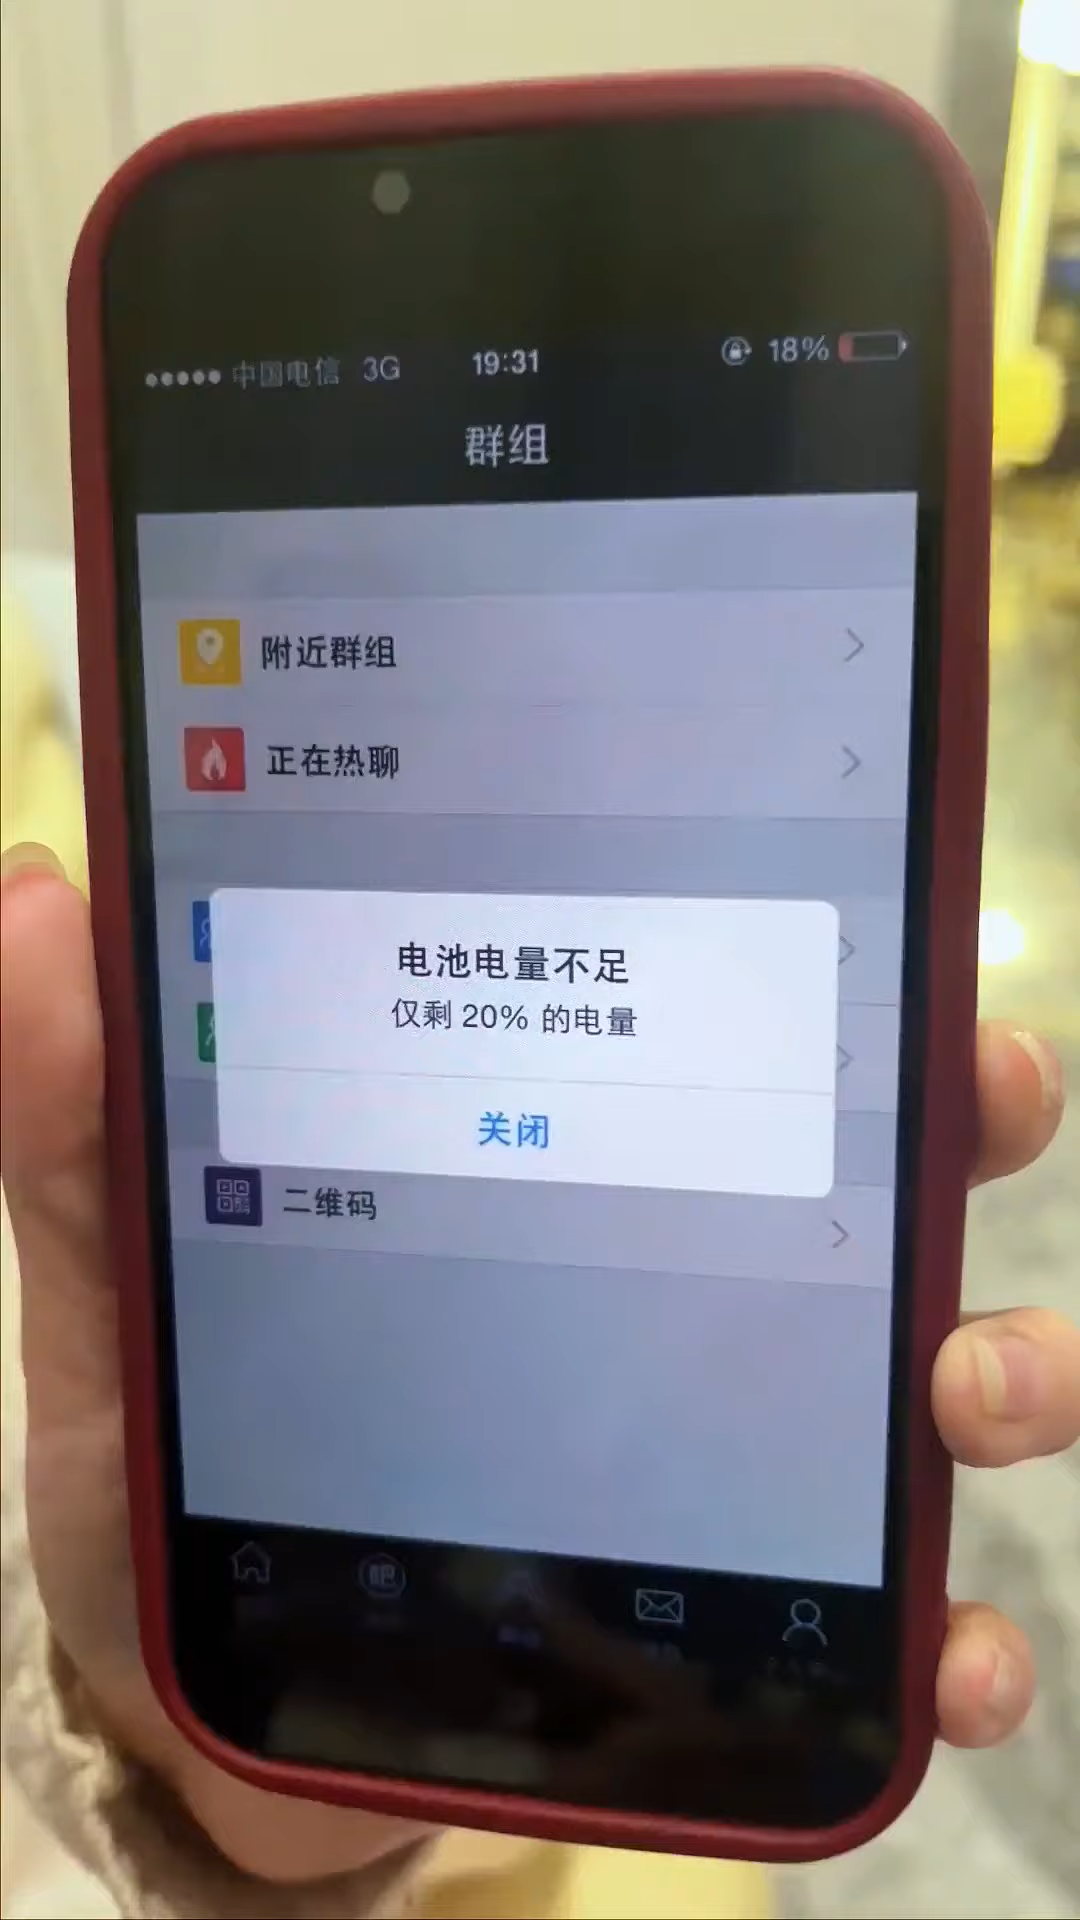 中国电信 3G 19:31 18%
群组
附近群组
正在热聊
电池电量不足
仅剩 20% 的电量
关闭
二维码
吧